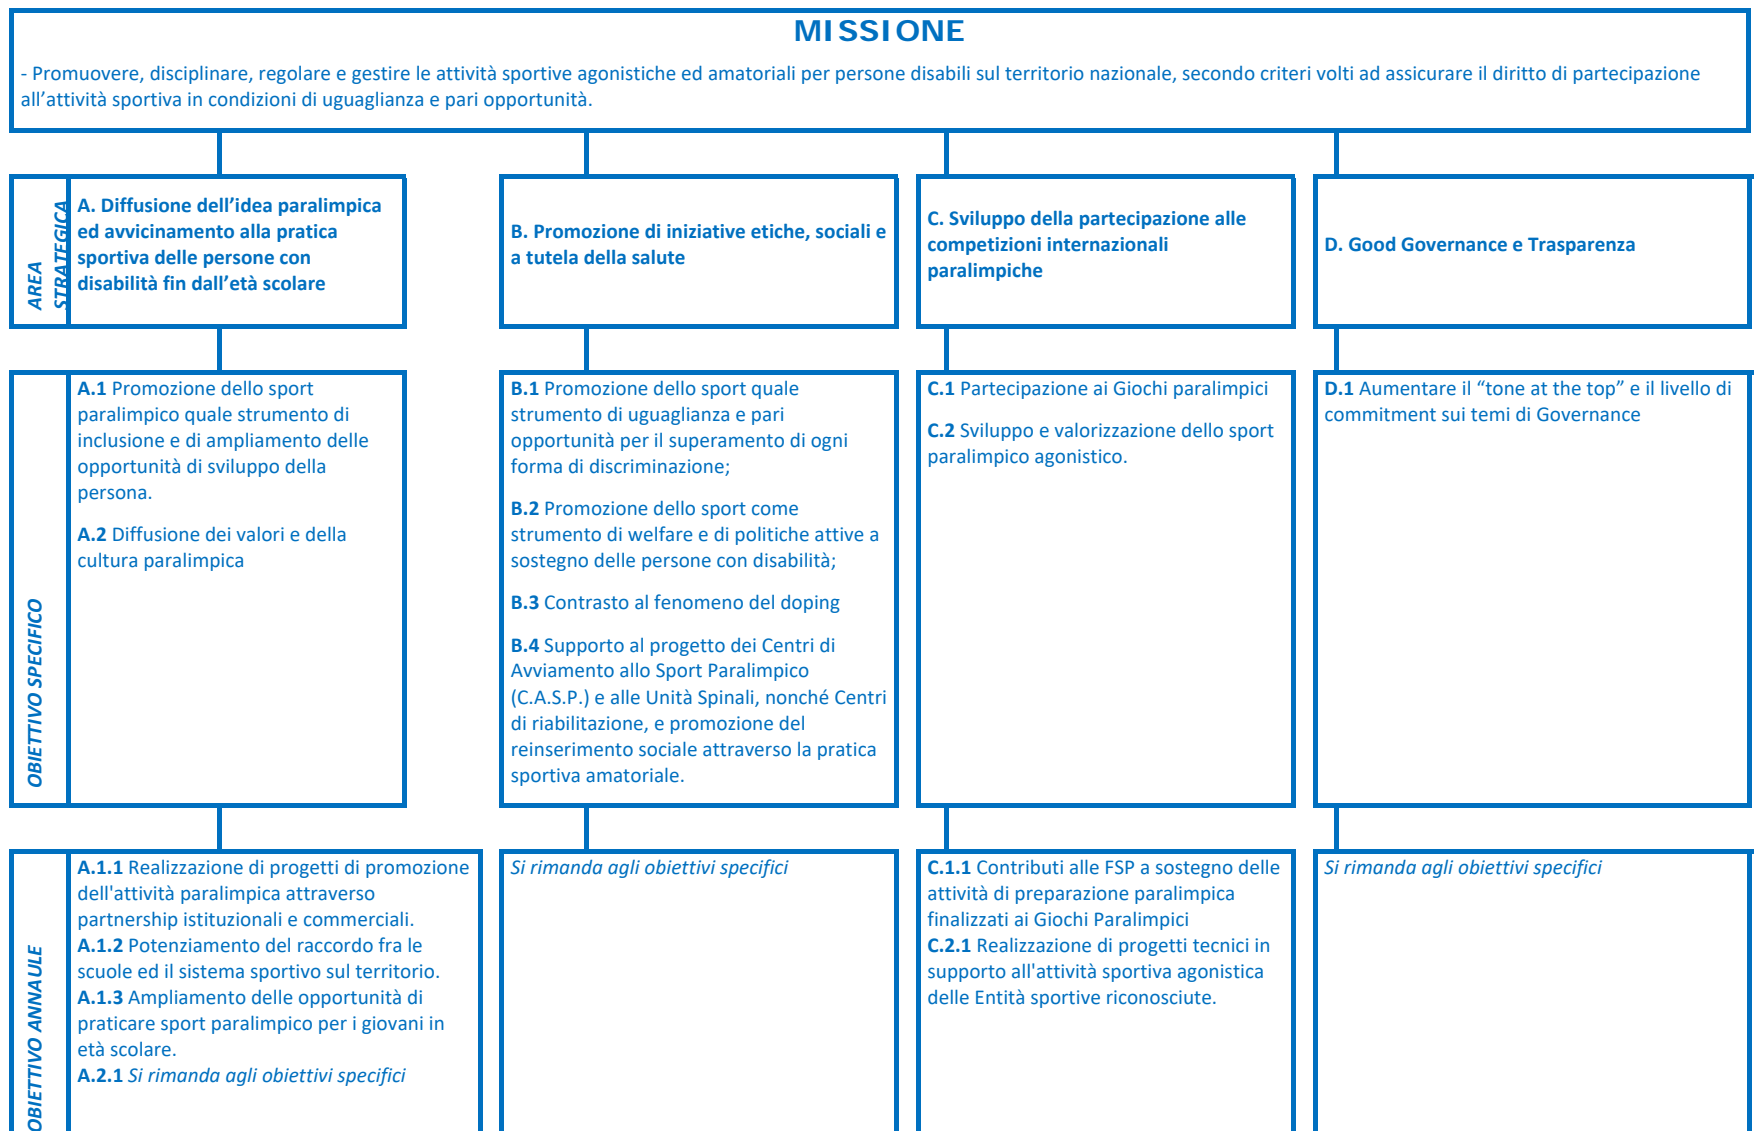 MISSIONE
- Promuovere, disciplinare, regolare e gestire le attività sportive agonistiche ed amatoriali per persone disabili sul territorio nazionale, secondo criteri volti ad assicurare il diritto di partecipazione
all’attività sportiva in condizioni di uguaglianza e pari opportunità.
AREA
STRATEGICA
A. Diffusione dell’idea paralimpica
ed avvicinamento alla pratica
sportiva delle persone con
disabilità fin dall’età scolare
B. Promozione di iniziative etiche, sociali e
a tutela della salute
C. Sviluppo della partecipazione alle
competizioni internazionali
paralimpiche
D. Good Governance e Trasparenza
OBIETTIVO SPECIFICO
A.1 Promozione dello sport
paralimpico quale strumento di
inclusione e di ampliamento delle
opportunità di sviluppo della
persona.
A.2 Diffusione dei valori e della
cultura paralimpica
B.1 Promozione dello sport quale
strumento di uguaglianza e pari
opportunità per il superamento di ogni
forma di discriminazione;
B.2 Promozione dello sport come
strumento di welfare e di politiche attive a
sostegno delle persone con disabilità;
B.3 Contrasto al fenomeno del doping
B.4 Supporto al progetto dei Centri di
Avviamento allo Sport Paralimpico
(C.A.S.P.) e alle Unità Spinali, nonché Centri
di riabilitazione, e promozione del
reinserimento sociale attraverso la pratica
sportiva amatoriale.
C.1 Partecipazione ai Giochi paralimpici
C.2 Sviluppo e valorizzazione dello sport
paralimpico agonistico.
D.1 Aumentare il “tone at the top” e il livello di
commitment sui temi di Governance
OBIETTIVO ANNAULE
A.1.1 Realizzazione di progetti di promozione
dell'attività paralimpica attraverso
partnership istituzionali e commerciali.
A.1.2 Potenziamento del raccordo fra le
scuole ed il sistema sportivo sul territorio.
A.1.3 Ampliamento delle opportunità di
praticare sport paralimpico per i giovani in
età scolare.
A.2.1 Si rimanda agli obiettivi specifici
Si rimanda agli obiettivi specifici
C.1.1 Contributi alle FSP a sostegno delle
attività di preparazione paralimpica
finalizzati ai Giochi Paralimpici
C.2.1 Realizzazione di progetti tecnici in
supporto all'attività sportiva agonistica
delle Entità sportive riconosciute.
Si rimanda agli obiettivi specifici